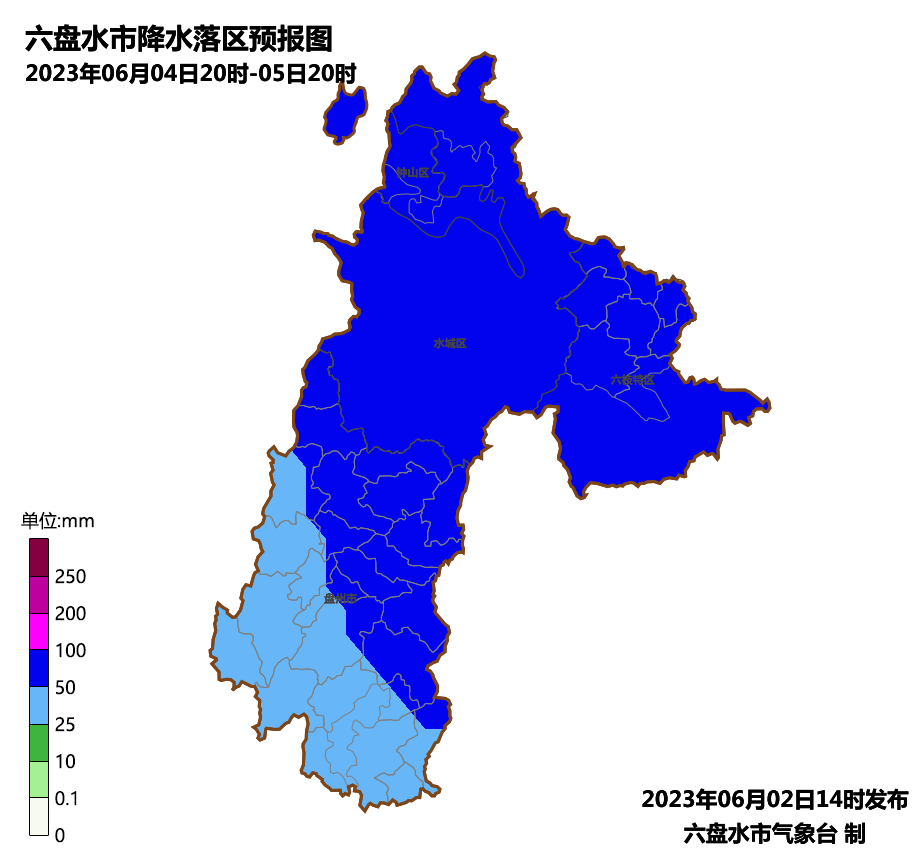 六盘水市降水落区预报图
2023年06月04日20时-05日20时
钟山区
水城区
六枝特区
盘州市
单位:mm
250
200
100
50
25
10
0.1
0
2023年06月02日14时发布
六盘水市气象台 制